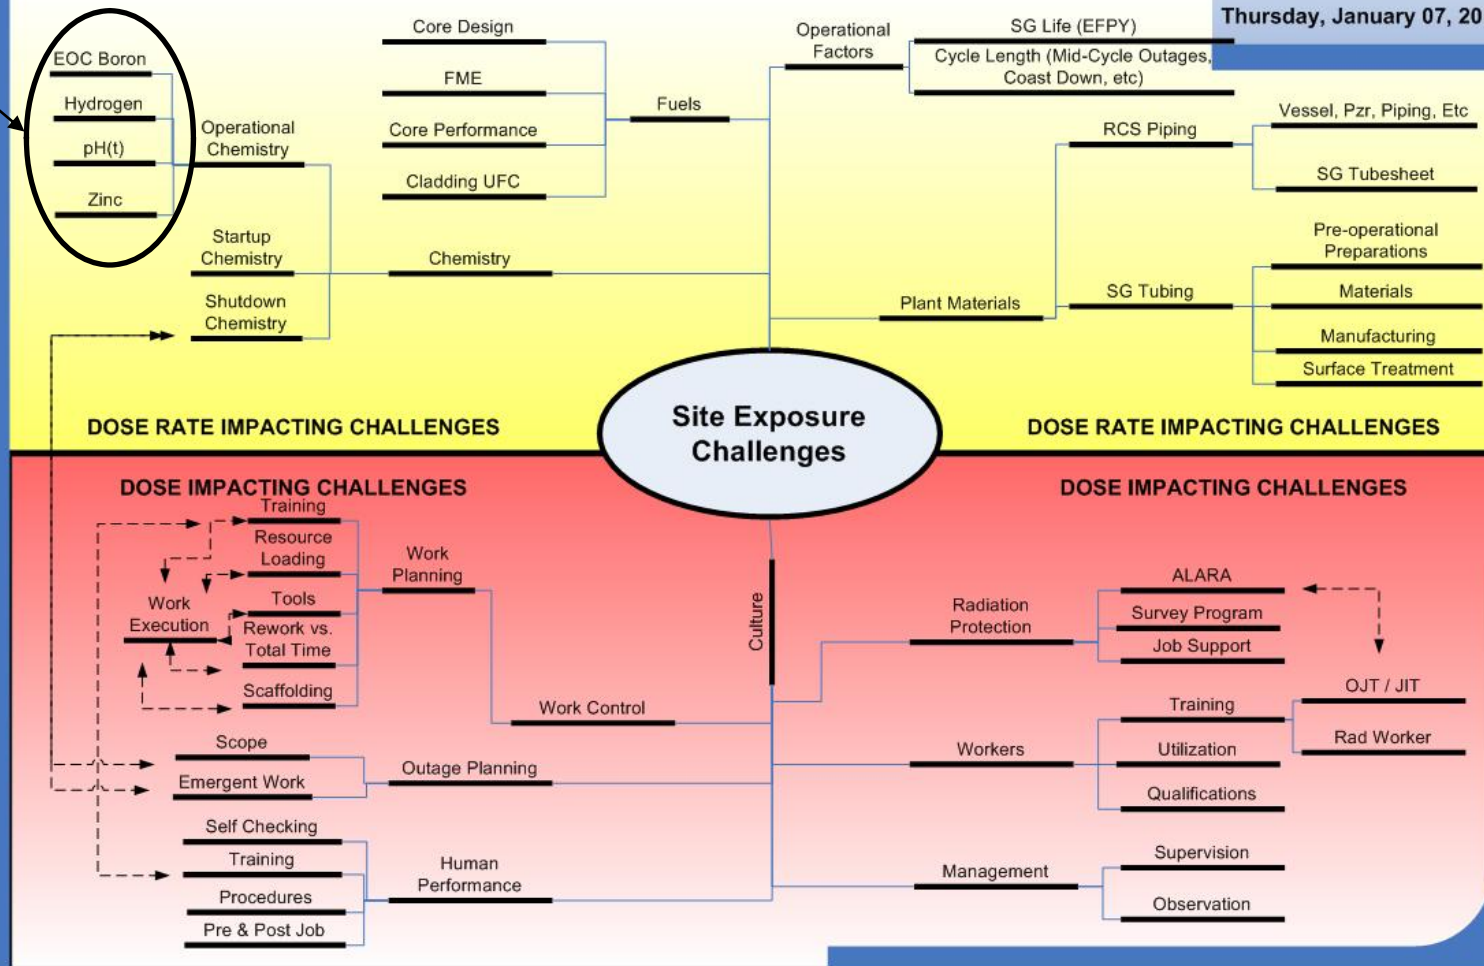 Thursday, January 07, 20
Core Design
FME
Core Performance
Cladding UFC
Fuels
Operational
Factors
SG Life (EFPY)
Cycle Length (Mid-Cycle Outages,
Coast Down, etc)
EOC Boron
Hydrogen
pH(t)
Zinc
Operational
Chemistry
Startup
Chemistry
Shutdown
Chemistry
Chemistry
RCS Piping
Vessel, Pzr, Piping, Etc
SG Tubesheet
Plant Materials
SG Tubing
Pre-operational
Preparations
Materials
Manufacturing
Surface Treatment
DOSE RATE IMPACTING CHALLENGES
Site Exposure
Challenges
DOSE RATE IMPACTING CHALLENGES
DOSE IMPACTING CHALLENGES
DOSE IMPACTING CHALLENGES
Training
Resource
Loading
Tools
Rework vs.
Total Time
Scaffolding
Work
Execution
Work
Planning
Work Control
Culture
Scope
Emergent Work
Outage Planning
Self Checking
Training
Procedures
Pre & Post Job
Human
Performance
Radiation
Protection
ALARA
Survey Program
Job Support
Workers
Training
Utilization
Qualifications
OJT / JIT
Rad Worker
Management
Supervision
Observation